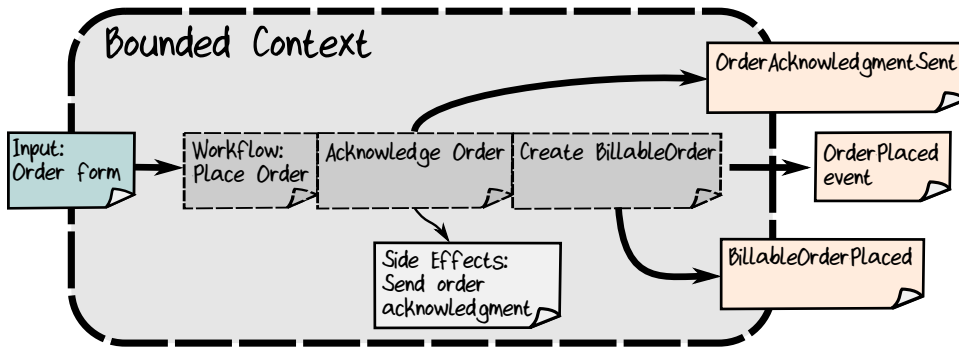 Bounded Context
OrderAcknowledgmentSent
Input:
Order form
Workflow:
Place Order
Acknowledge Order
Create BillableOrder
OrderPlaced
event
Side Effects:
Send order
acknowledgment
BillableOrderPlaced